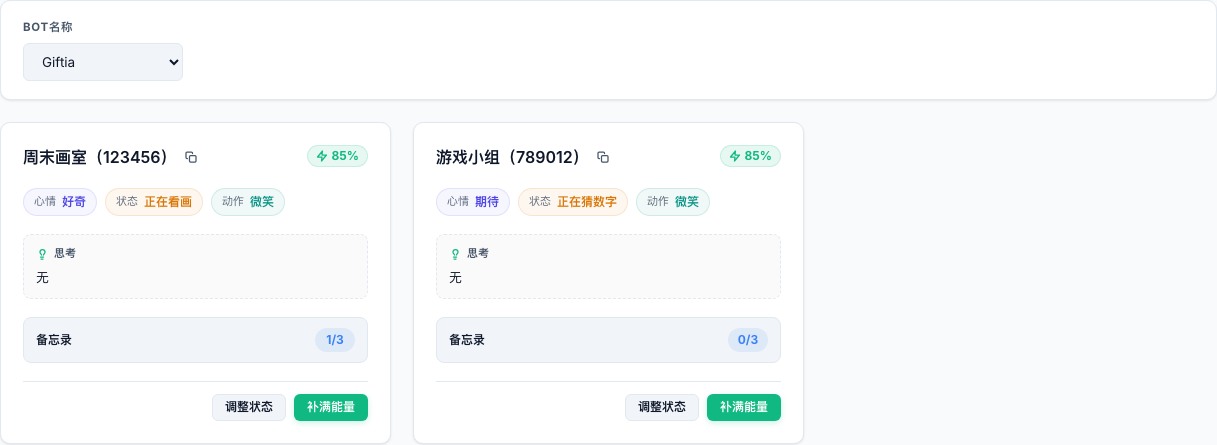 BOT名称
Giftia
周末画室（123456）
85%
心情 好奇
状态 正在看画
动作 微笑
思考
无
备忘录
1/3
调整状态
补满能量
游戏小组（789012）
85%
心情 期待
状态 正在猜数字
动作 微笑
思考
无
备忘录
0/3
调整状态
补满能量